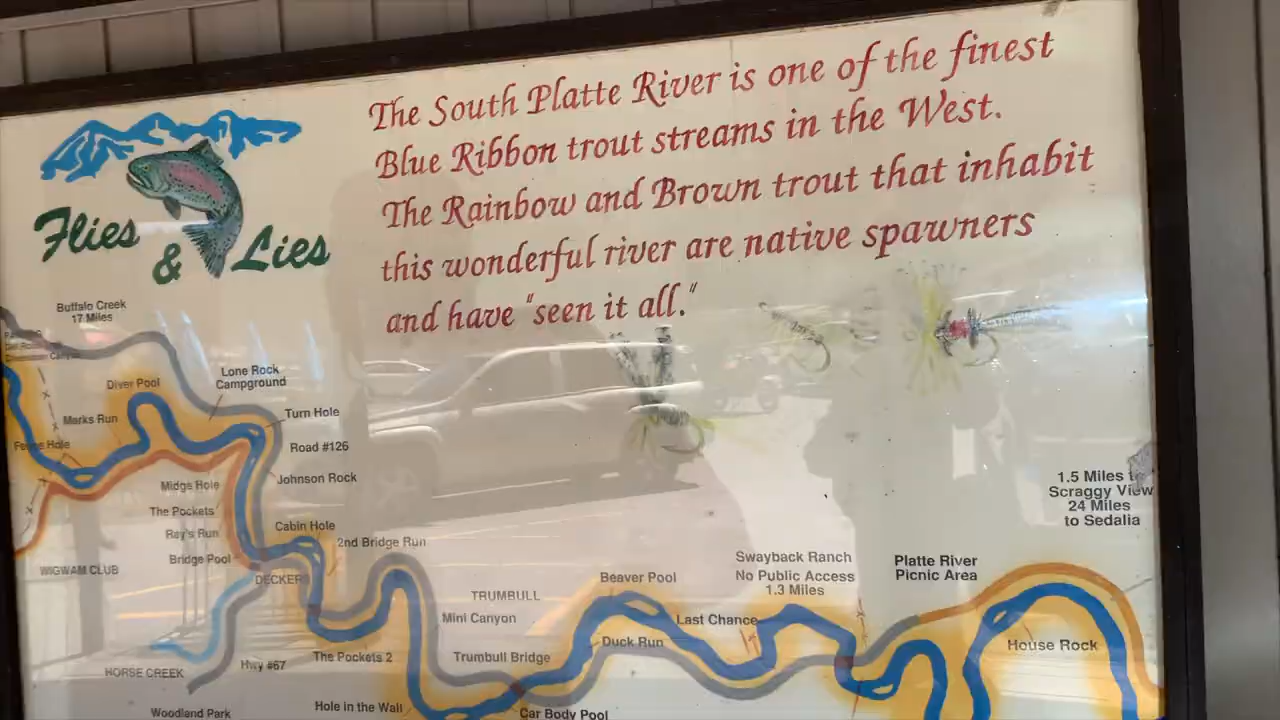 The South Platte River is one of the finest
Blue Ribbon trout streams in the West.
The Rainbow and Brown trout that inhabit
this wonderful river are native spawners
and have "seen it all."
Flies & Lies
Buffalo Creek
17 Miles
Diver Pool
Lone Rock
Campground
Marks Run
Turn Hole
Road #126
Johnson Rock
Midge Hole
The Pockets
Ray's Run
Bridge Pool
Cabin Hole
2nd Bridge Run
WIGWAM CLUB
DECKERS
HORSE CREEK
Hwy #67
Woodland Park
The Pockets 2
Hole in the Wall
TRUMBULL
Mini Canyon
Trumbull Bridge
Car Body Pool
Beaver Pool
Duck Run
Last Chance
Swayback Ranch
No Public Access
1.3 Miles
Platte River
Picnic Area
House Rock
1.5 Miles to
Scraggy View
24 Miles
to Sedalia